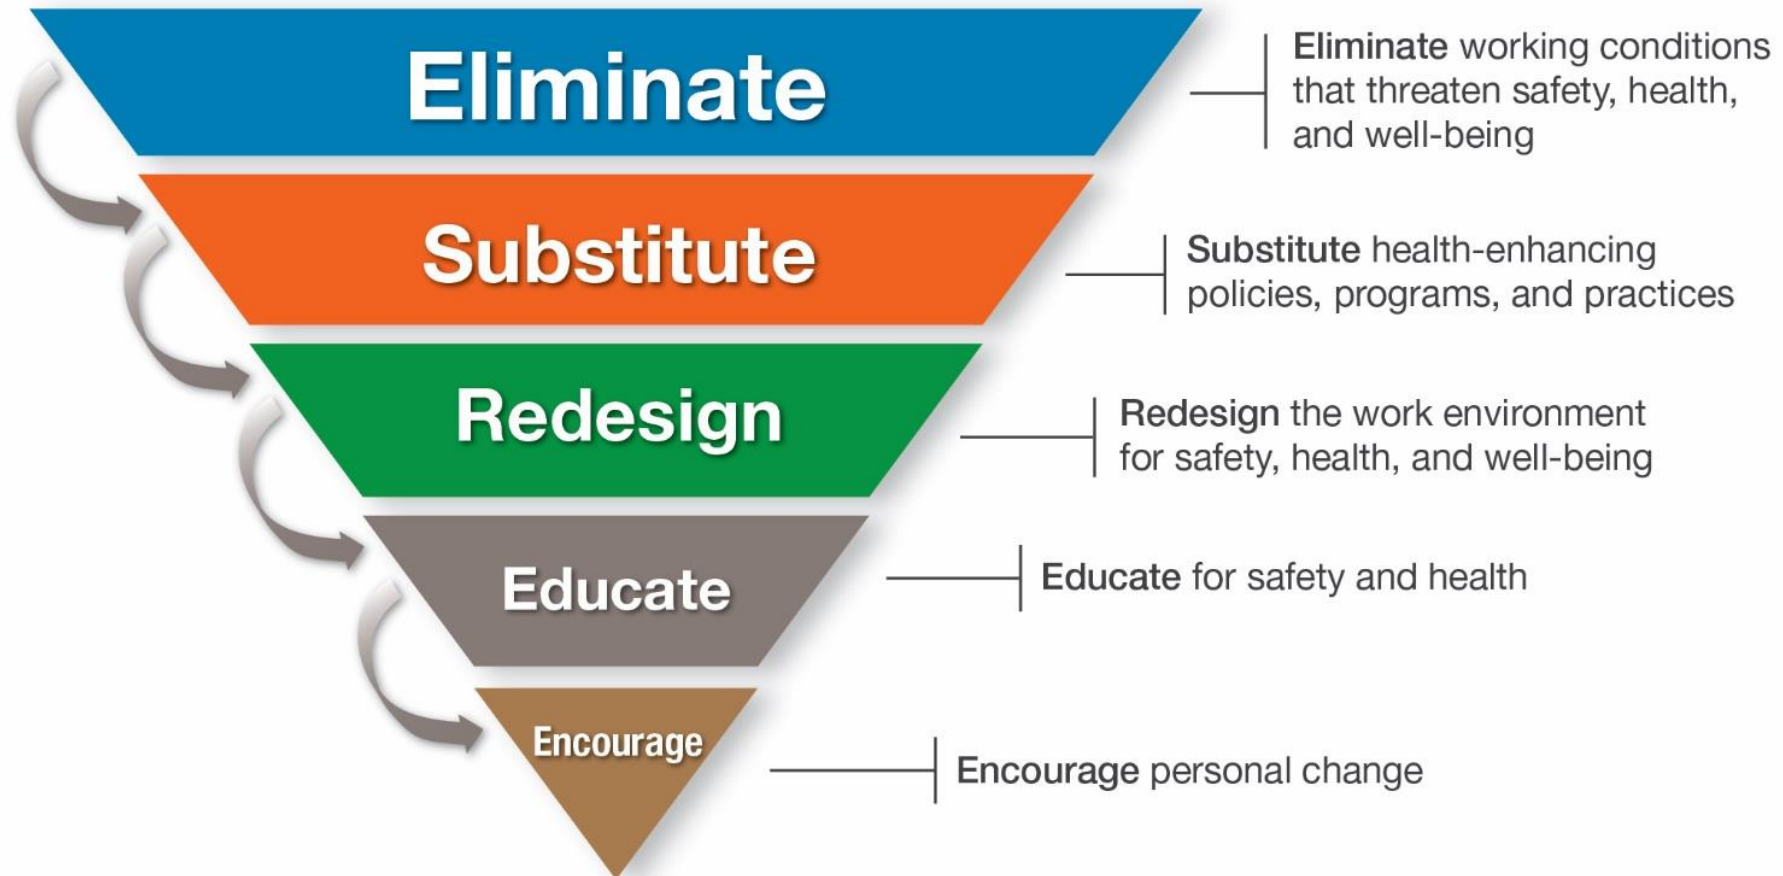 Eliminate
Eliminate working conditions
that threaten safety, health,
and well-being
Substitute
Substitute health-enhancing
policies, programs, and practices
Redesign
Redesign the work environment
for safety, health, and well-being
Educate
Educate for safety and health
Encourage
Encourage personal change